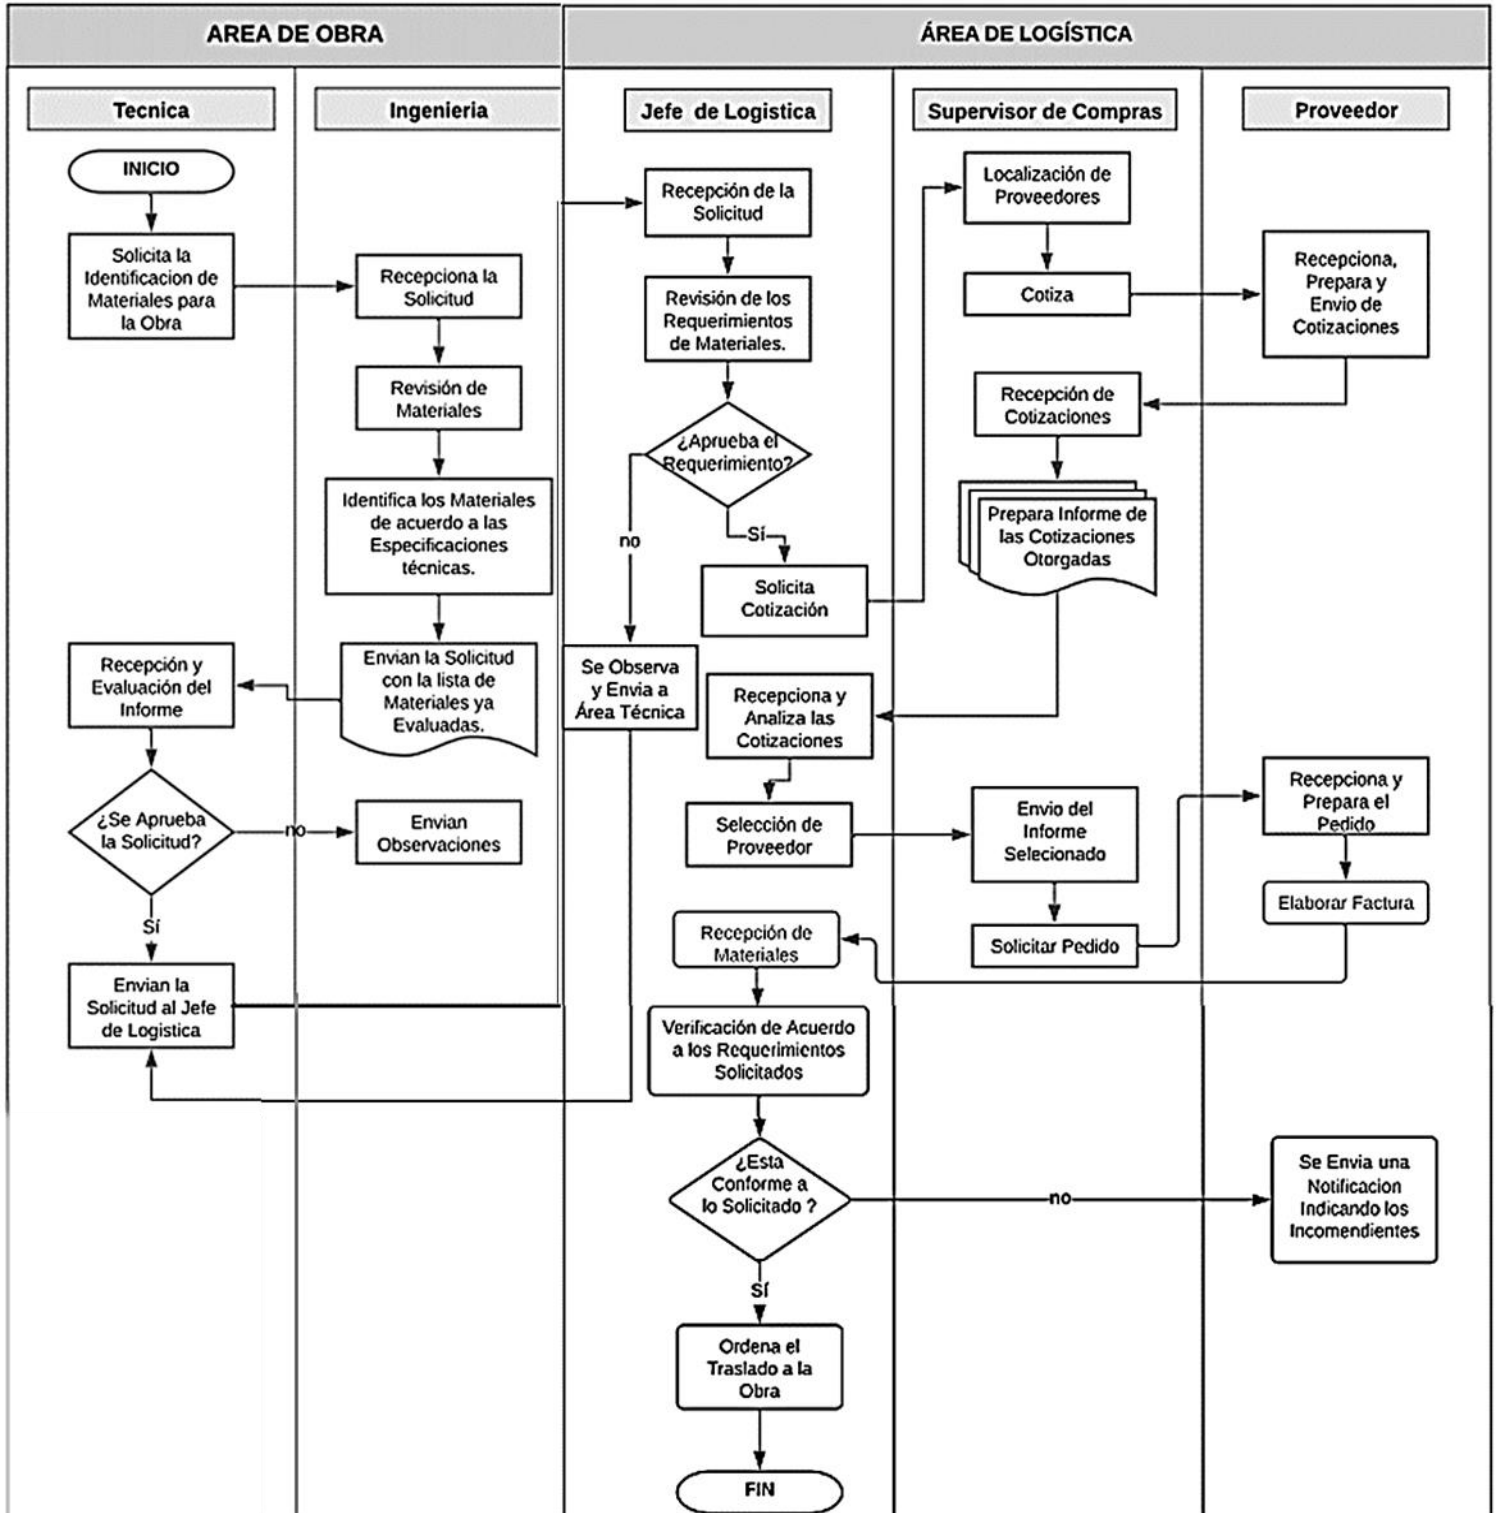 AREA DE OBRA
ÁREA DE LOGÍSTICA
Tecnica
Ingenieria
Jefe de Logistica
Supervisor de Compras
Proveedor
INICIO
Solicita la
Identificacion de
Materiales para
la Obra
Recepciona la
Solicitud
Revisión de
Materiales
Identifica los Materiales
de acuerdo a las
Especificaciones
técnicas.
Envian la Solicitud
con la lista de
Materiales ya
Evaluadas.
Recepción y
Evaluación del
Informe
¿Se Aprueba
la Solicitud?
no
Envian
Observaciones
Sí
Envian la
Solicitud al Jefe
de Logistica
Recepción de la
Solicitud
Revisión de los
Requerimientos
de Materiales.
¿Aprueba el
Requerimiento?
no
Sí
Solicita
Cotización
Se Observa
y Envia a
Área Técnica
Localización de
Proveedores
Cotiza
Recepciona,
Prepara y
Envio de
Cotizaciones
Recepción de
Cotizaciones
Prepara Informe de
las Cotizaciones
Otorgadas
Recepciona y
Analiza las
Cotizaciones
Selección de
Proveedor
Envio del
Informe
Selecionado
Solicitar Pedido
Recepciona y
Prepara el
Pedido
Elaborar Factura
Recepción de
Materiales
Verificación de Acuerdo
a los Requerimientos
Solicitados
¿Esta
Conforme a
lo Solicitado ?
no
Se Envia una
Notificacion
Indicando los
Incomendientes
Sí
Ordena el
Traslado a la
Obra
FIN